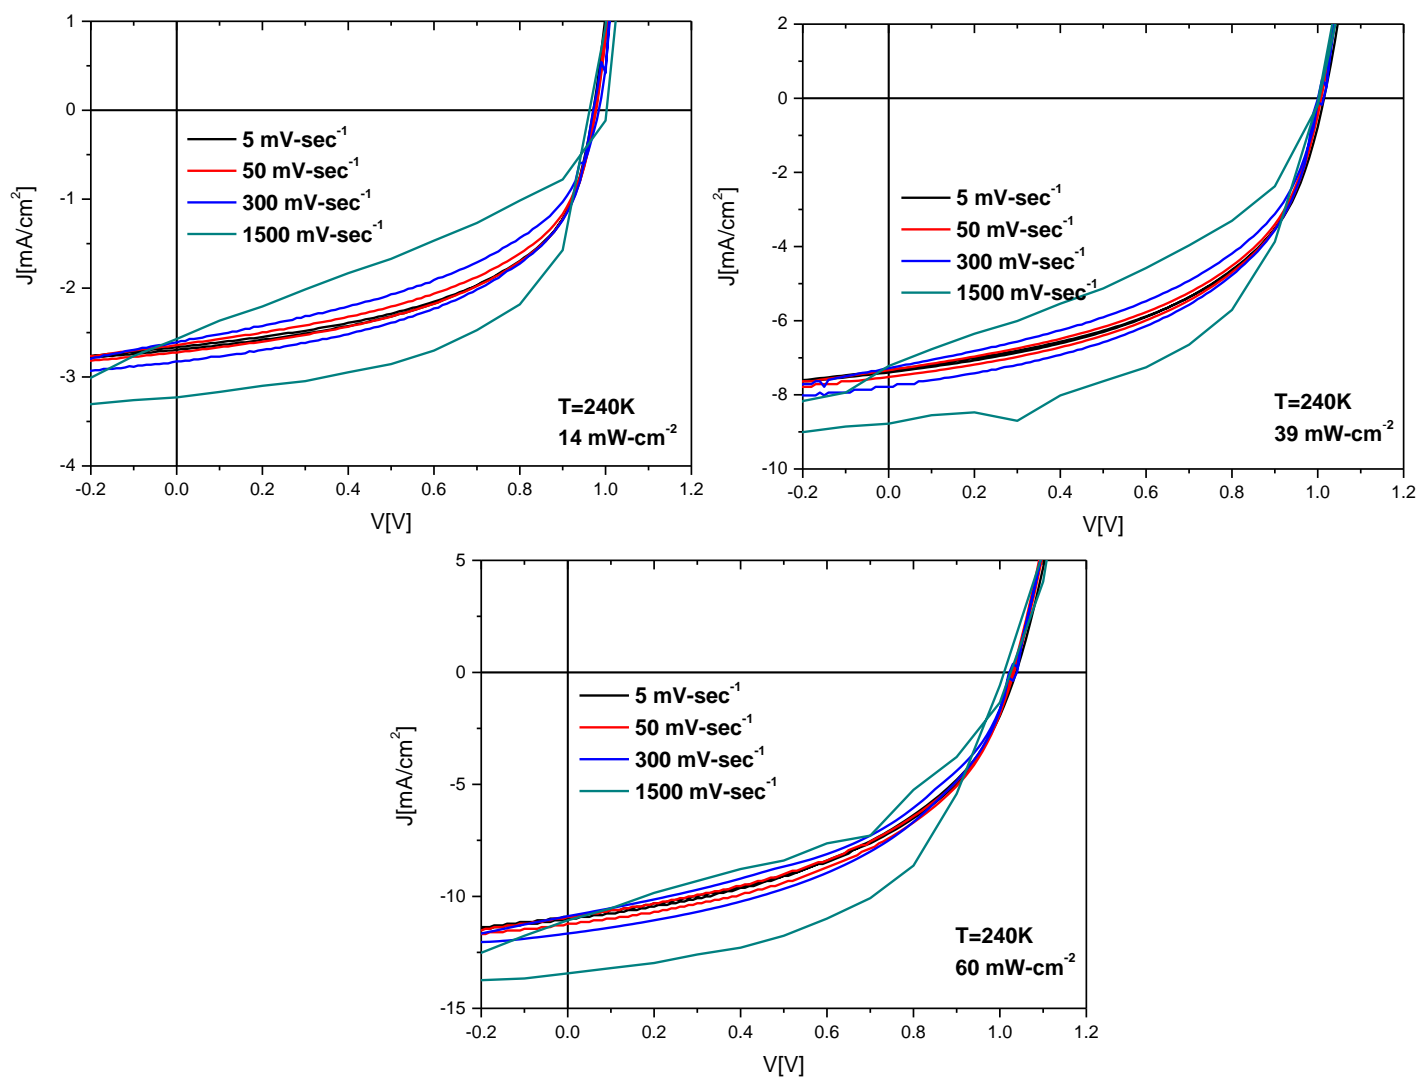 1
0
-1
-2
-3
-4
J[mA/cm²]
5 mV-sec⁻¹
50 mV-sec⁻¹
300 mV-sec⁻¹
1500 mV-sec⁻¹
T=240K
14 mW-cm⁻²
-0.2 0.0 0.2 0.4 0.6 0.8 1.0 1.2
V[V]
2
0
-2
-4
-6
-8
-10
J[mA/cm²]
5 mV-sec⁻¹
50 mV-sec⁻¹
300 mV-sec⁻¹
1500 mV-sec⁻¹
T=240K
39 mW-cm⁻²
-0.2 0.0 0.2 0.4 0.6 0.8 1.0 1.2
V[V]
5
0
-5
-10
-15
J[mA/cm²]
5 mV-sec⁻¹
50 mV-sec⁻¹
300 mV-sec⁻¹
1500 mV-sec⁻¹
T=240K
60 mW-cm⁻²
-0.2 0.0 0.2 0.4 0.6 0.8 1.0 1.2
V[V]